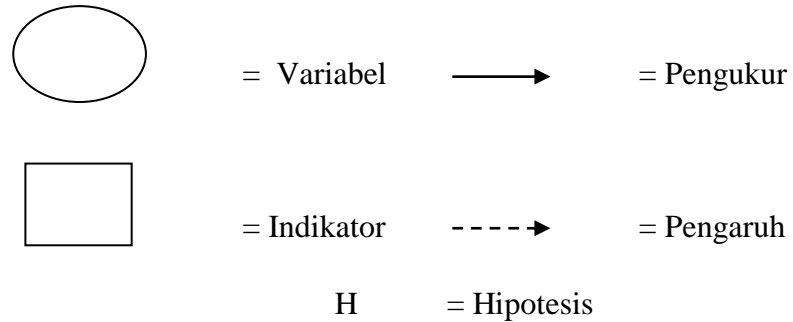 = Variabel = Pengukur
= Indikator = Pengaruh
H = Hipotesis